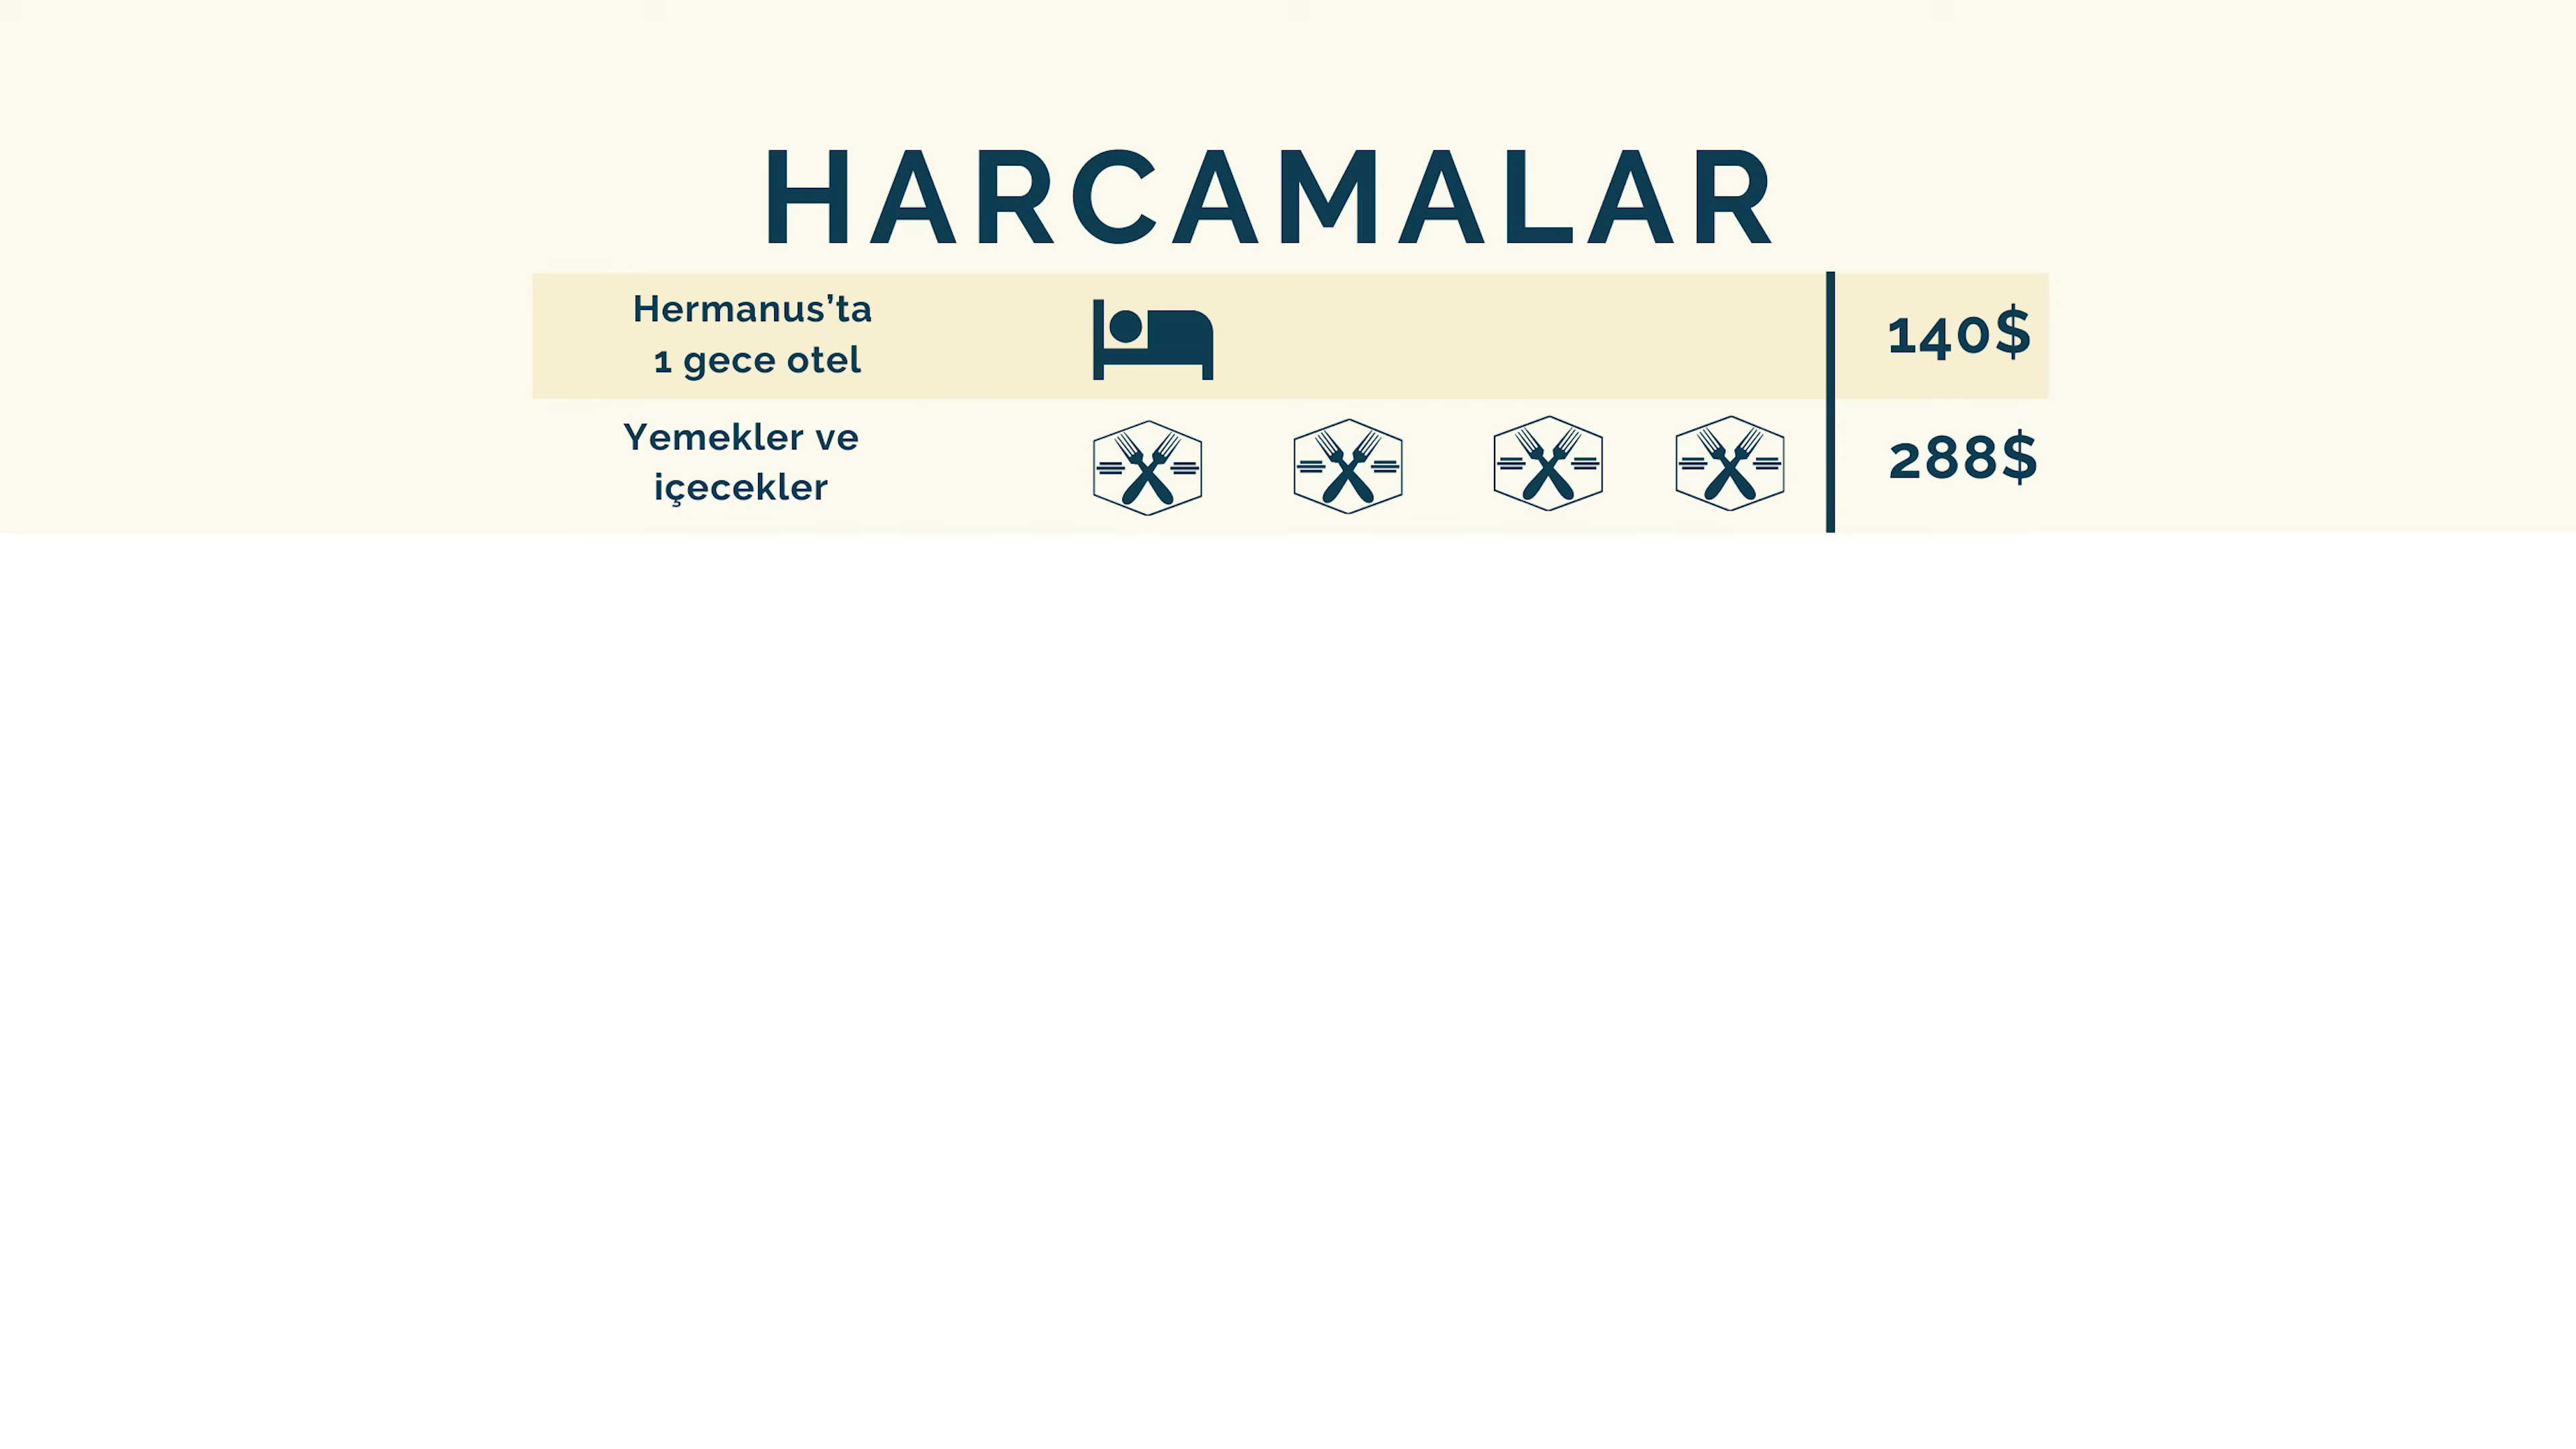 HARCAMALAR
Hermanus’ta
1 gece otel
140$
Yemekler ve
içecekler
288$